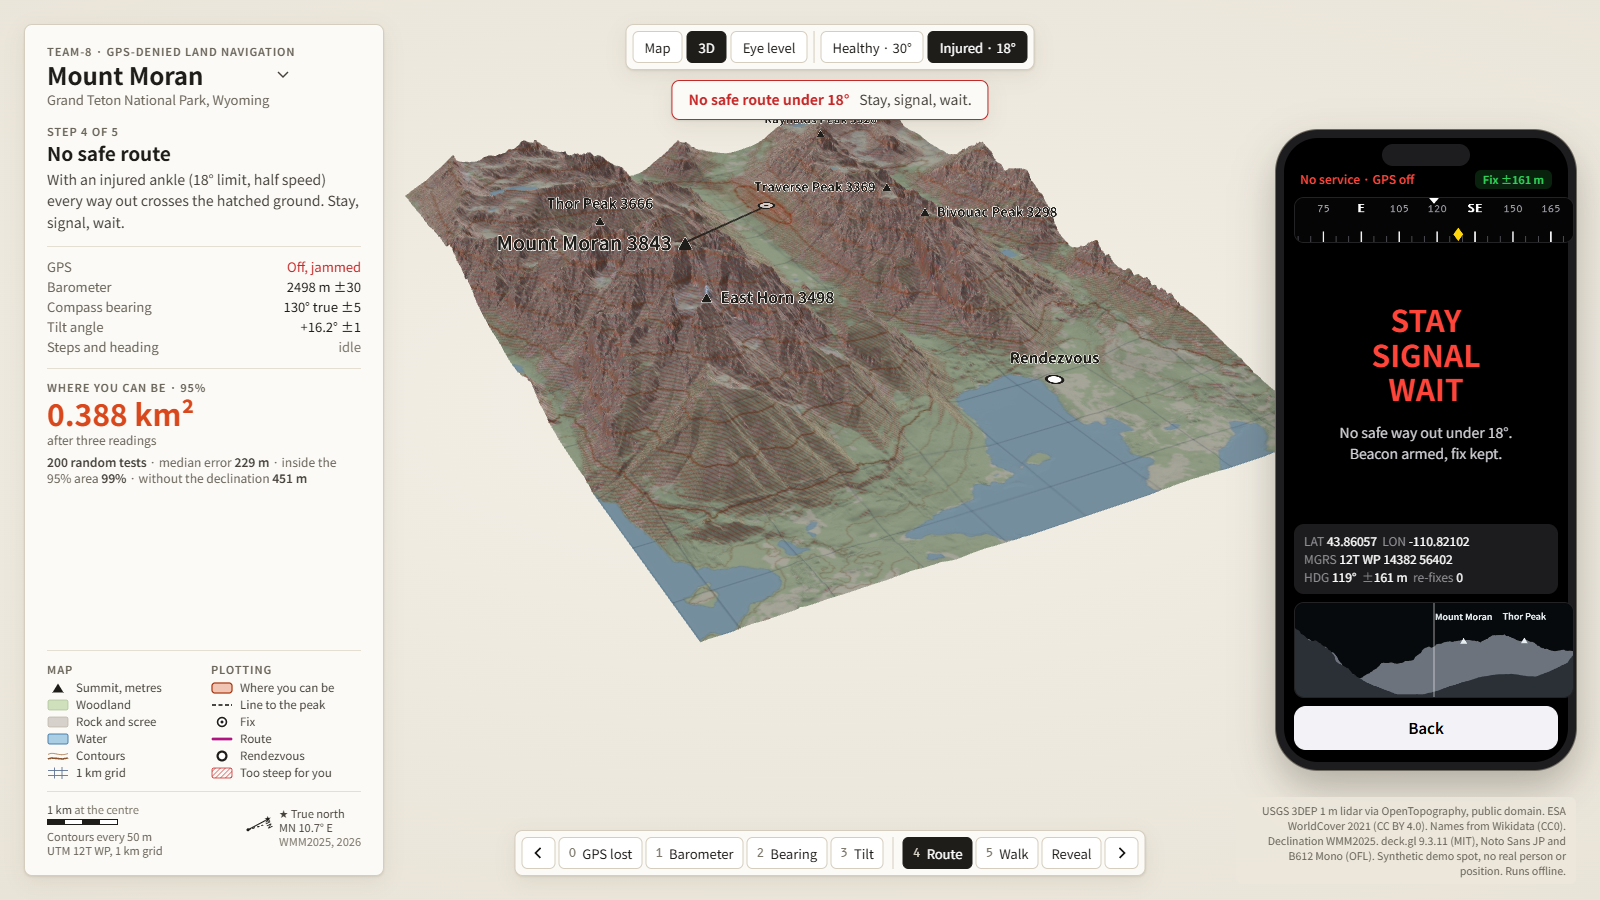 TEAM-8 · GPS-DENIED LAND NAVIGATION
Mount Moran
Grand Teton National Park, Wyoming
STEP 4 OF 5
No safe route
With an injured ankle (18° limit, half speed)
every way out crosses the hatched ground. Stay,
signal, wait.
GPS Off, jammed
Barometer 2498 m ±30
Compass bearing 130° true ±5
Tilt angle +16.2° ±1
Steps and heading idle
WHERE YOU CAN BE · 95%
0.388 km²
after three readings
200 random tests · median error 229 m · inside the
95% area 99% · without the declination 451 m
MAP
Summit, metres
Woodland
Rock and scree
Water
Contours
1 km grid
PLOTTING
Where you can be
Line to the peak
Fix
Route
Rendezvous
Too steep for you
1 km at the centre
Contours every 50 m
UTM 12T WP, 1 km grid
★ True north
MN 10.7° E
WMM2025, 2026
Map 3D Eye level Healthy · 30° Injured · 18°
No safe route under 18° Stay, signal, wait.
Traverse Peak 3369
Thor Peak 3666
Bivouac Peak 3298
Mount Moran 3843
East Horn 3498
Rendezvous
0 GPS lost 1 Barometer 2 Bearing 3 Tilt 4 Route 5 Walk Reveal
No service · GPS off Fix ±161 m
75 E 105 120 SE 150 165
STAY
SIGNAL
WAIT
No safe way out under 18°.
Beacon armed, fix kept.
LAT 43.86057 LON -110.82102
MGRS 12T WP 14382 56402
HDG 119° ±161 m re-fixes 0
Mount Moran Thor Peak
Back
USGS 3DEP 1 m lidar via OpenTopography, public domain. ESA
WorldCover 2021 (CC BY 4.0). Names from Wikidata (CC0).
Declination WMM2025. deck.gl 9.3.11 (MIT), Noto Sans JP and
B612 Mono (OFL). Synthetic demo spot, no real person or
position. Runs offline.